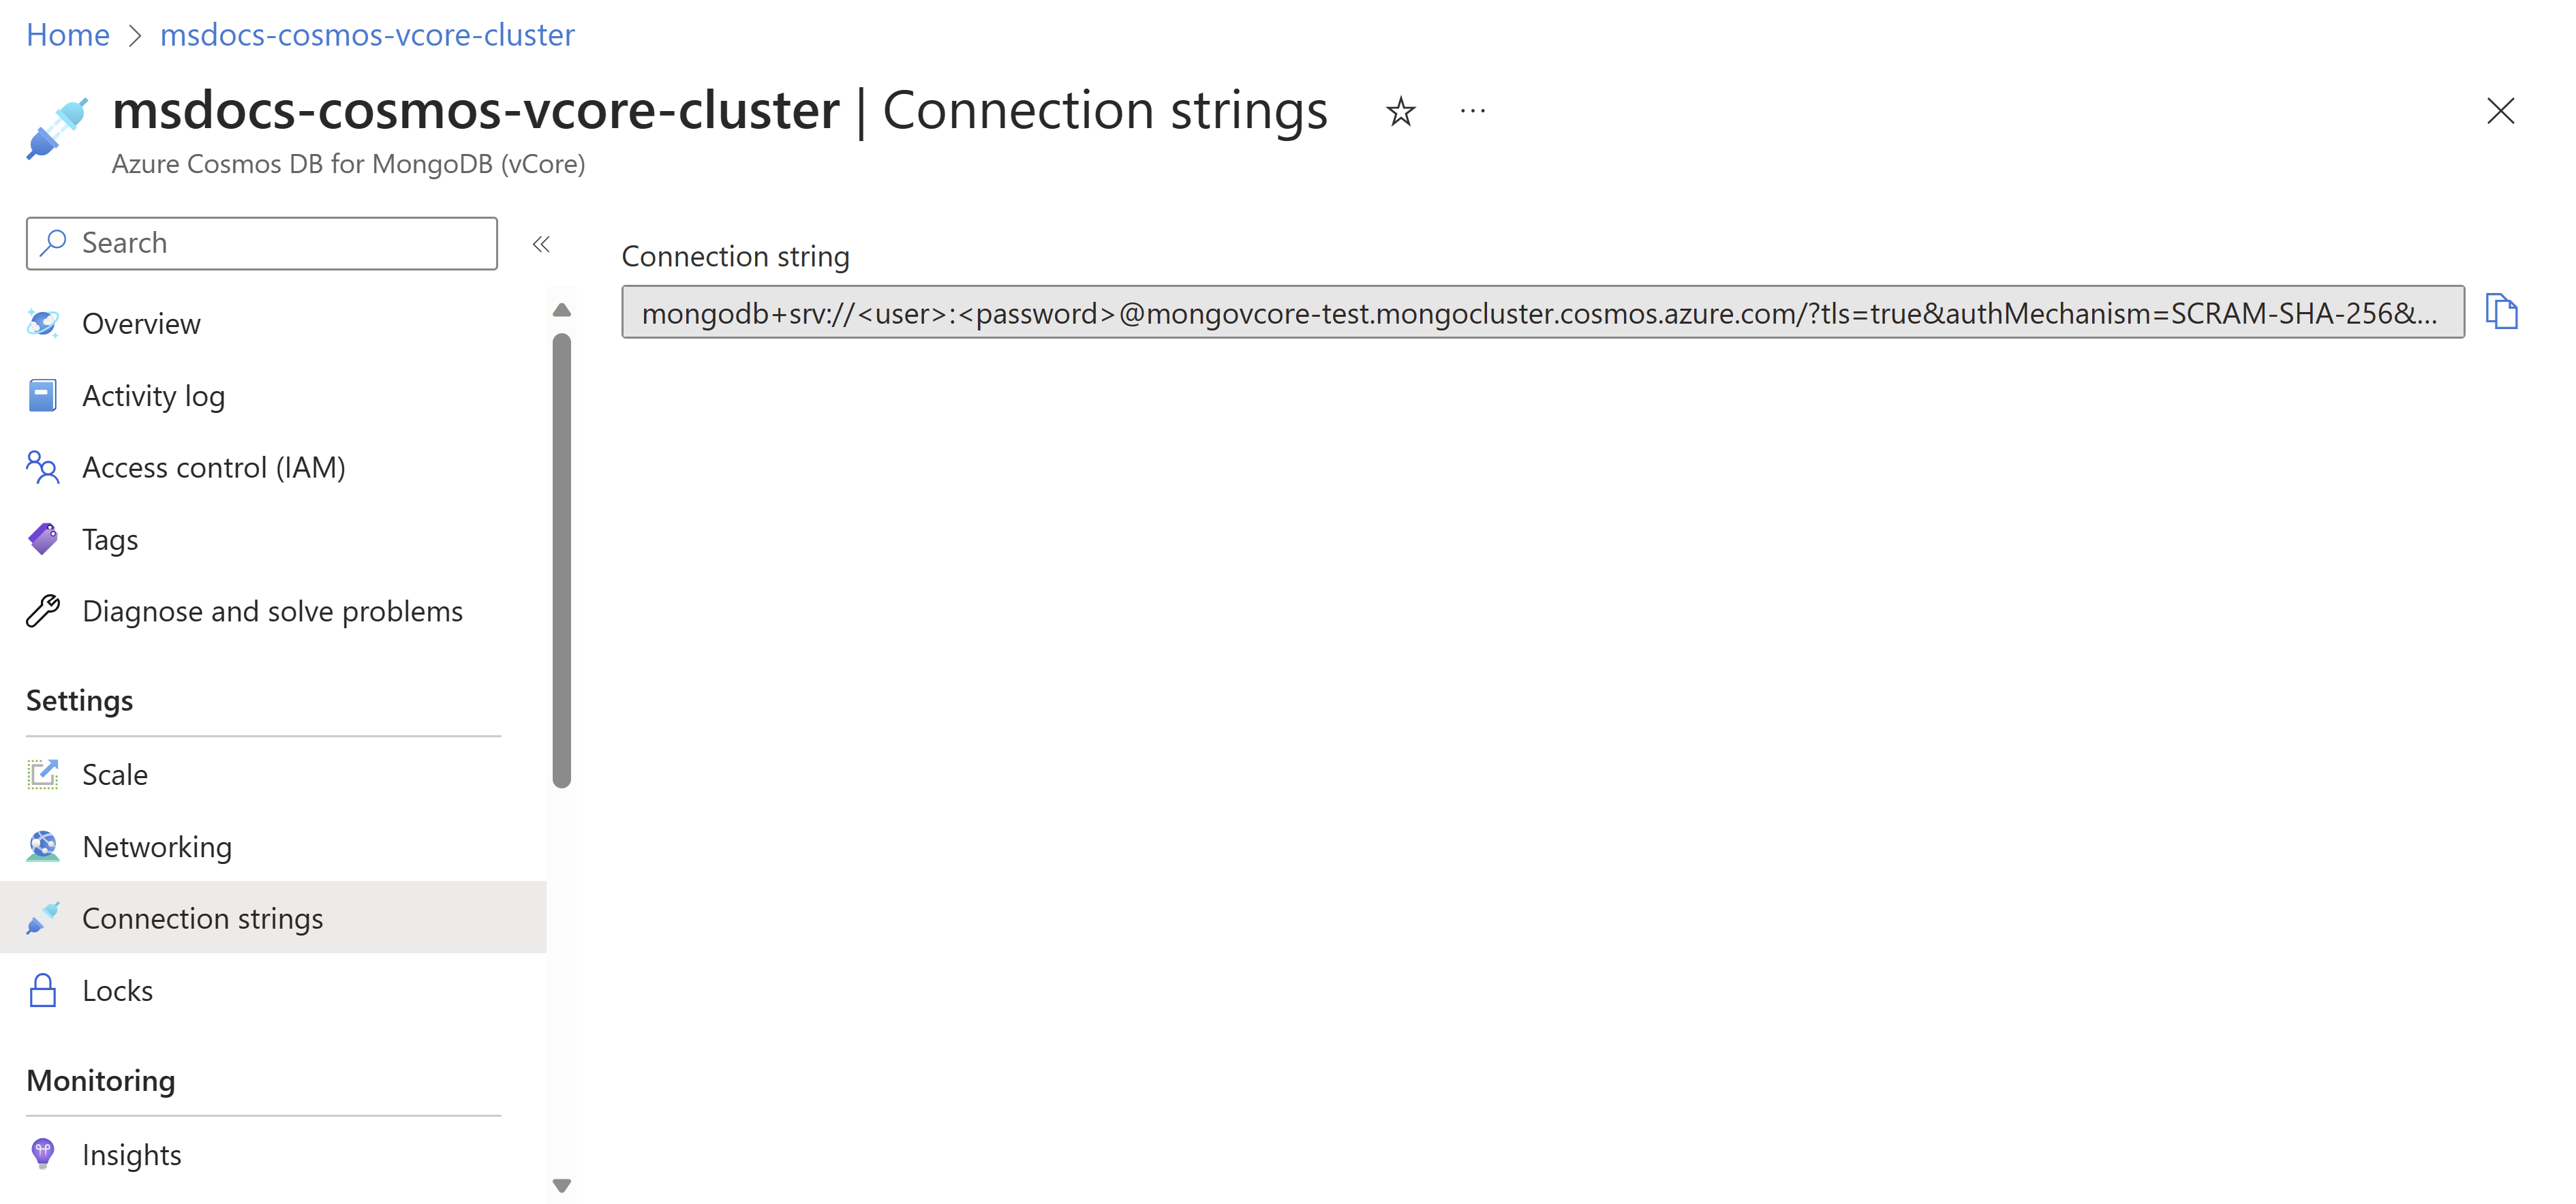 Home > msdocs-cosmos-vcore-cluster
msdocs-cosmos-vcore-cluster | Connection strings
Azure Cosmos DB for MongoDB (vCore)
Search
Overview
Activity log
Access control (IAM)
Tags
Diagnose and solve problems
Settings
Scale
Networking
Connection strings
Locks
Monitoring
Insights
Connection string
mongodb+srv://<user>:<password>@mongovcore-test.mongocluster.cosmos.azure.com/?tls=true&authMechanism=SCRAM-SHA-256&...